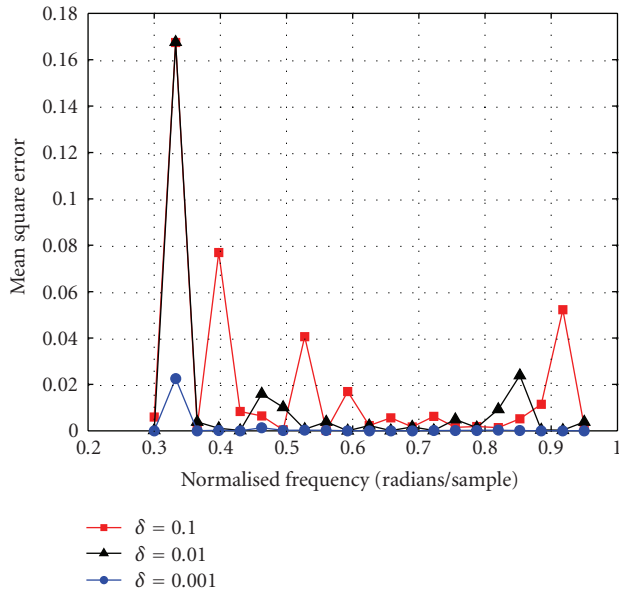 0.18
0.16
0.14
0.12
0.1
0.08
0.06
0.04
0.02
0
Mean square error
0.2 0.3 0.4 0.5 0.6 0.7 0.8 0.9 1
Normalised frequency (radians/sample)
δ = 0.1
δ = 0.01
δ = 0.001